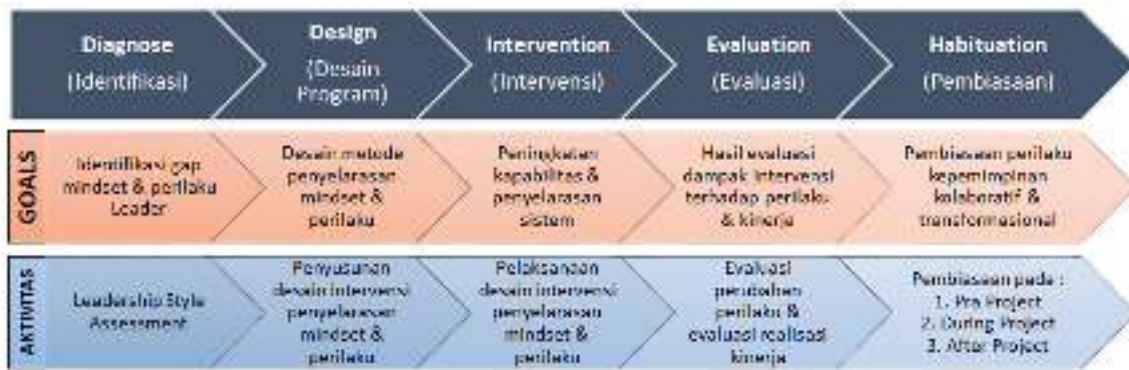 Diagnose
(Identifikasi)
Design
(Desain
Program)
Intervention
(Intervensi)
Evaluation
(Evaluasi)
Habituation
(Pembiasaan)
GOALS
Identifikasi gap
mindset & perilaku
Leader
Desain metode
penyelarasan
mindset &
perilaku
Peningkatan
kapabilitas &
penyelarasan
sistem
Hasil evaluasi
dampak intervensi
terhadap perilaku
& kinerja
Pembiasaan perilaku
kepemimpinan
kolaboratif &
transformasional
AKTIVITAS
Leadership Style
Assessment
Penyusunan
desain intervensi
penyelarasan
mindset &
perilaku
Pelaksanaan
desain intervensi
penyelarasan
mindset &
perilaku
Evaluasi
perubahan
perilaku &
evaluasi realisasi
kinerja
Pembiasaan pada :
1. Pra Project
2. During Project
3. After Project